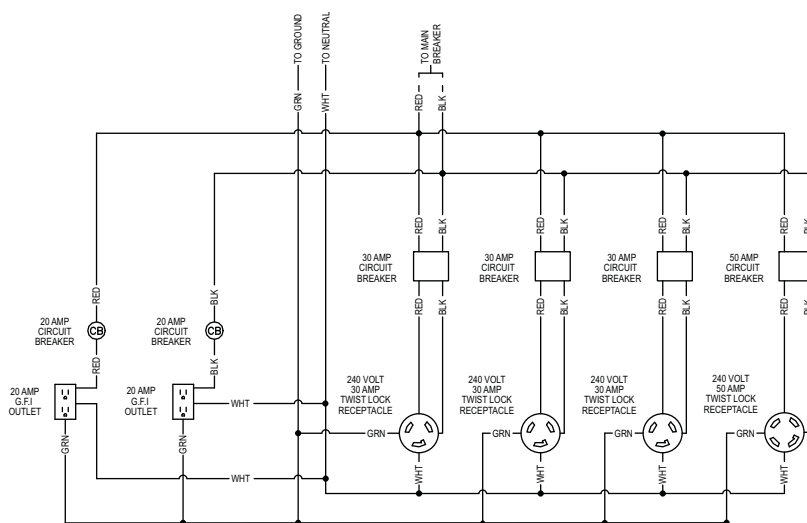 TO GROUND
TO NEUTRAL
TO MAIN
BREAKER
GRN
WHT
RED
BLK
RED
BLK
RED
BLK
RED
BLK
RED
BLK
30 AMP
CIRCUIT
BREAKER
30 AMP
CIRCUIT
BREAKER
30 AMP
CIRCUIT
BREAKER
50 AMP
CIRCUIT
BREAKER
RED
BLK
RED
BLK
RED
BLK
RED
BLK
RED
BLK
20 AMP
CIRCUIT
BREAKER
CB
20 AMP
CIRCUIT
BREAKER
CB
RED
BLK
20 AMP
G.F.I
OUTLET
20 AMP
G.F.I
OUTLET
240 VOLT
30 AMP
TWIST LOCK
RECEPTACLE
240 VOLT
30 AMP
TWIST LOCK
RECEPTACLE
240 VOLT
30 AMP
TWIST LOCK
RECEPTACLE
240 VOLT
50 AMP
TWIST LOCK
RECEPTACLE
WHT
GRN
GRN
GRN
GRN
GRN
GRN
WHT
WHT
WHT
WHT
WHT